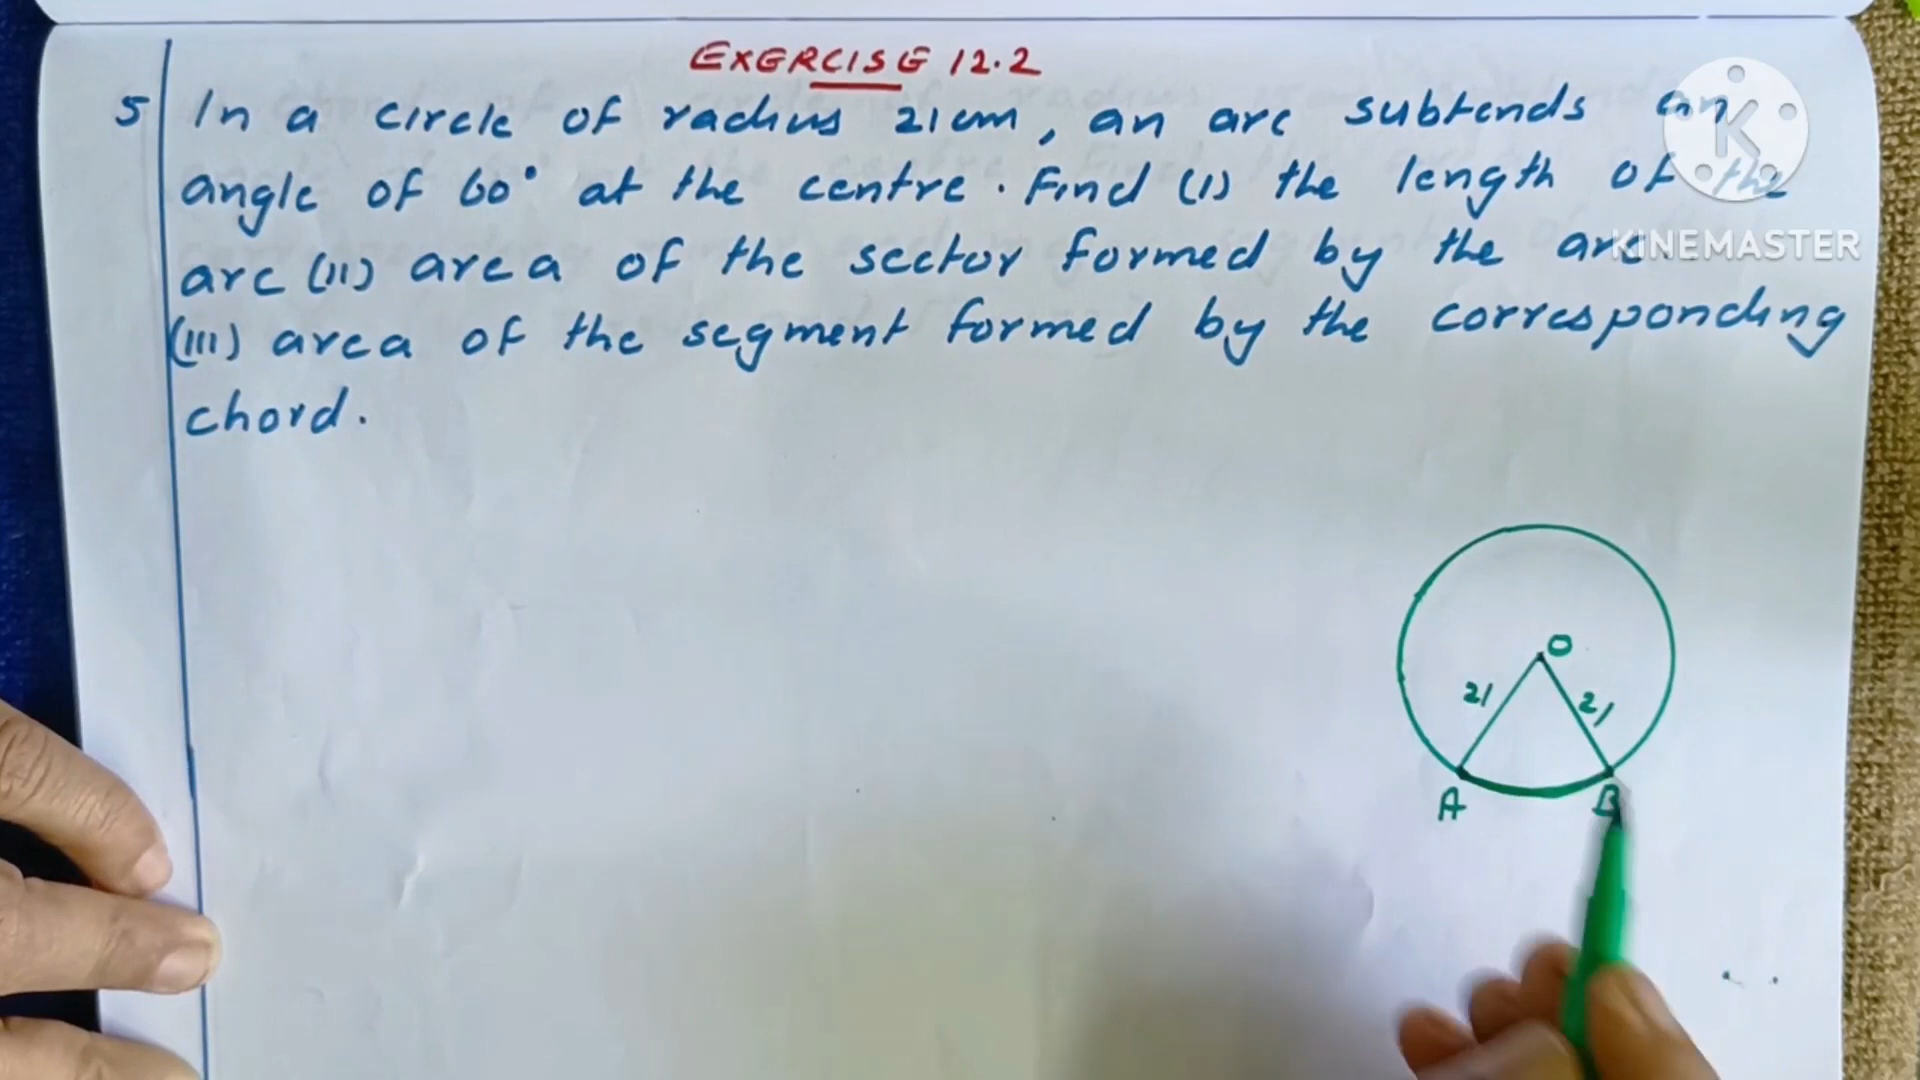 EXERCISE 12.2
5 In a circle of radius 21cm, an arc subtends an
angle of 60° at the centre. Find (i) the length of the
arc (ii) area of the sector formed by the arc
(iii) area of the segment formed by the corresponding
chord.
K
KINEMASTER
O
21 21
A B